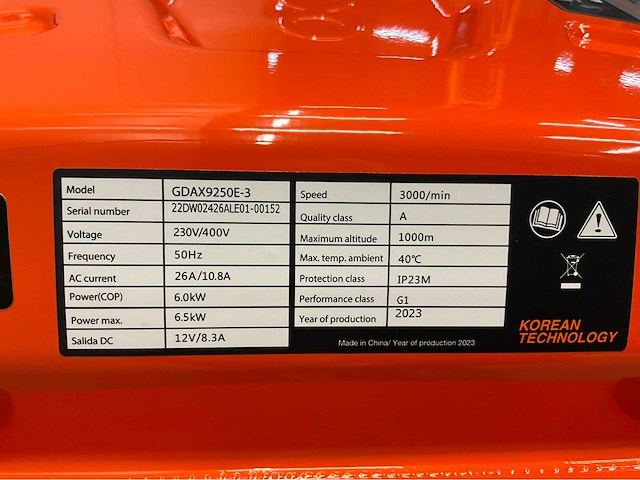 Model GDAX9250E-3
Serial number 22DW02426ALE01-00152
Voltage 230V/400V
Frequency 50Hz
AC current 26A/10.8A
Power(COP) 6.0kW
Power max. 6.5kW
Salida DC 12V/8.3A
Speed 3000/min
Quality class A
Maximum altitude 1000m
Max. temp. ambient 40℃
Protection class IP23M
Performance class G1
Year of production 2023
Made in China/ Year of production 2023
KOREAN
TECHNOLOGY